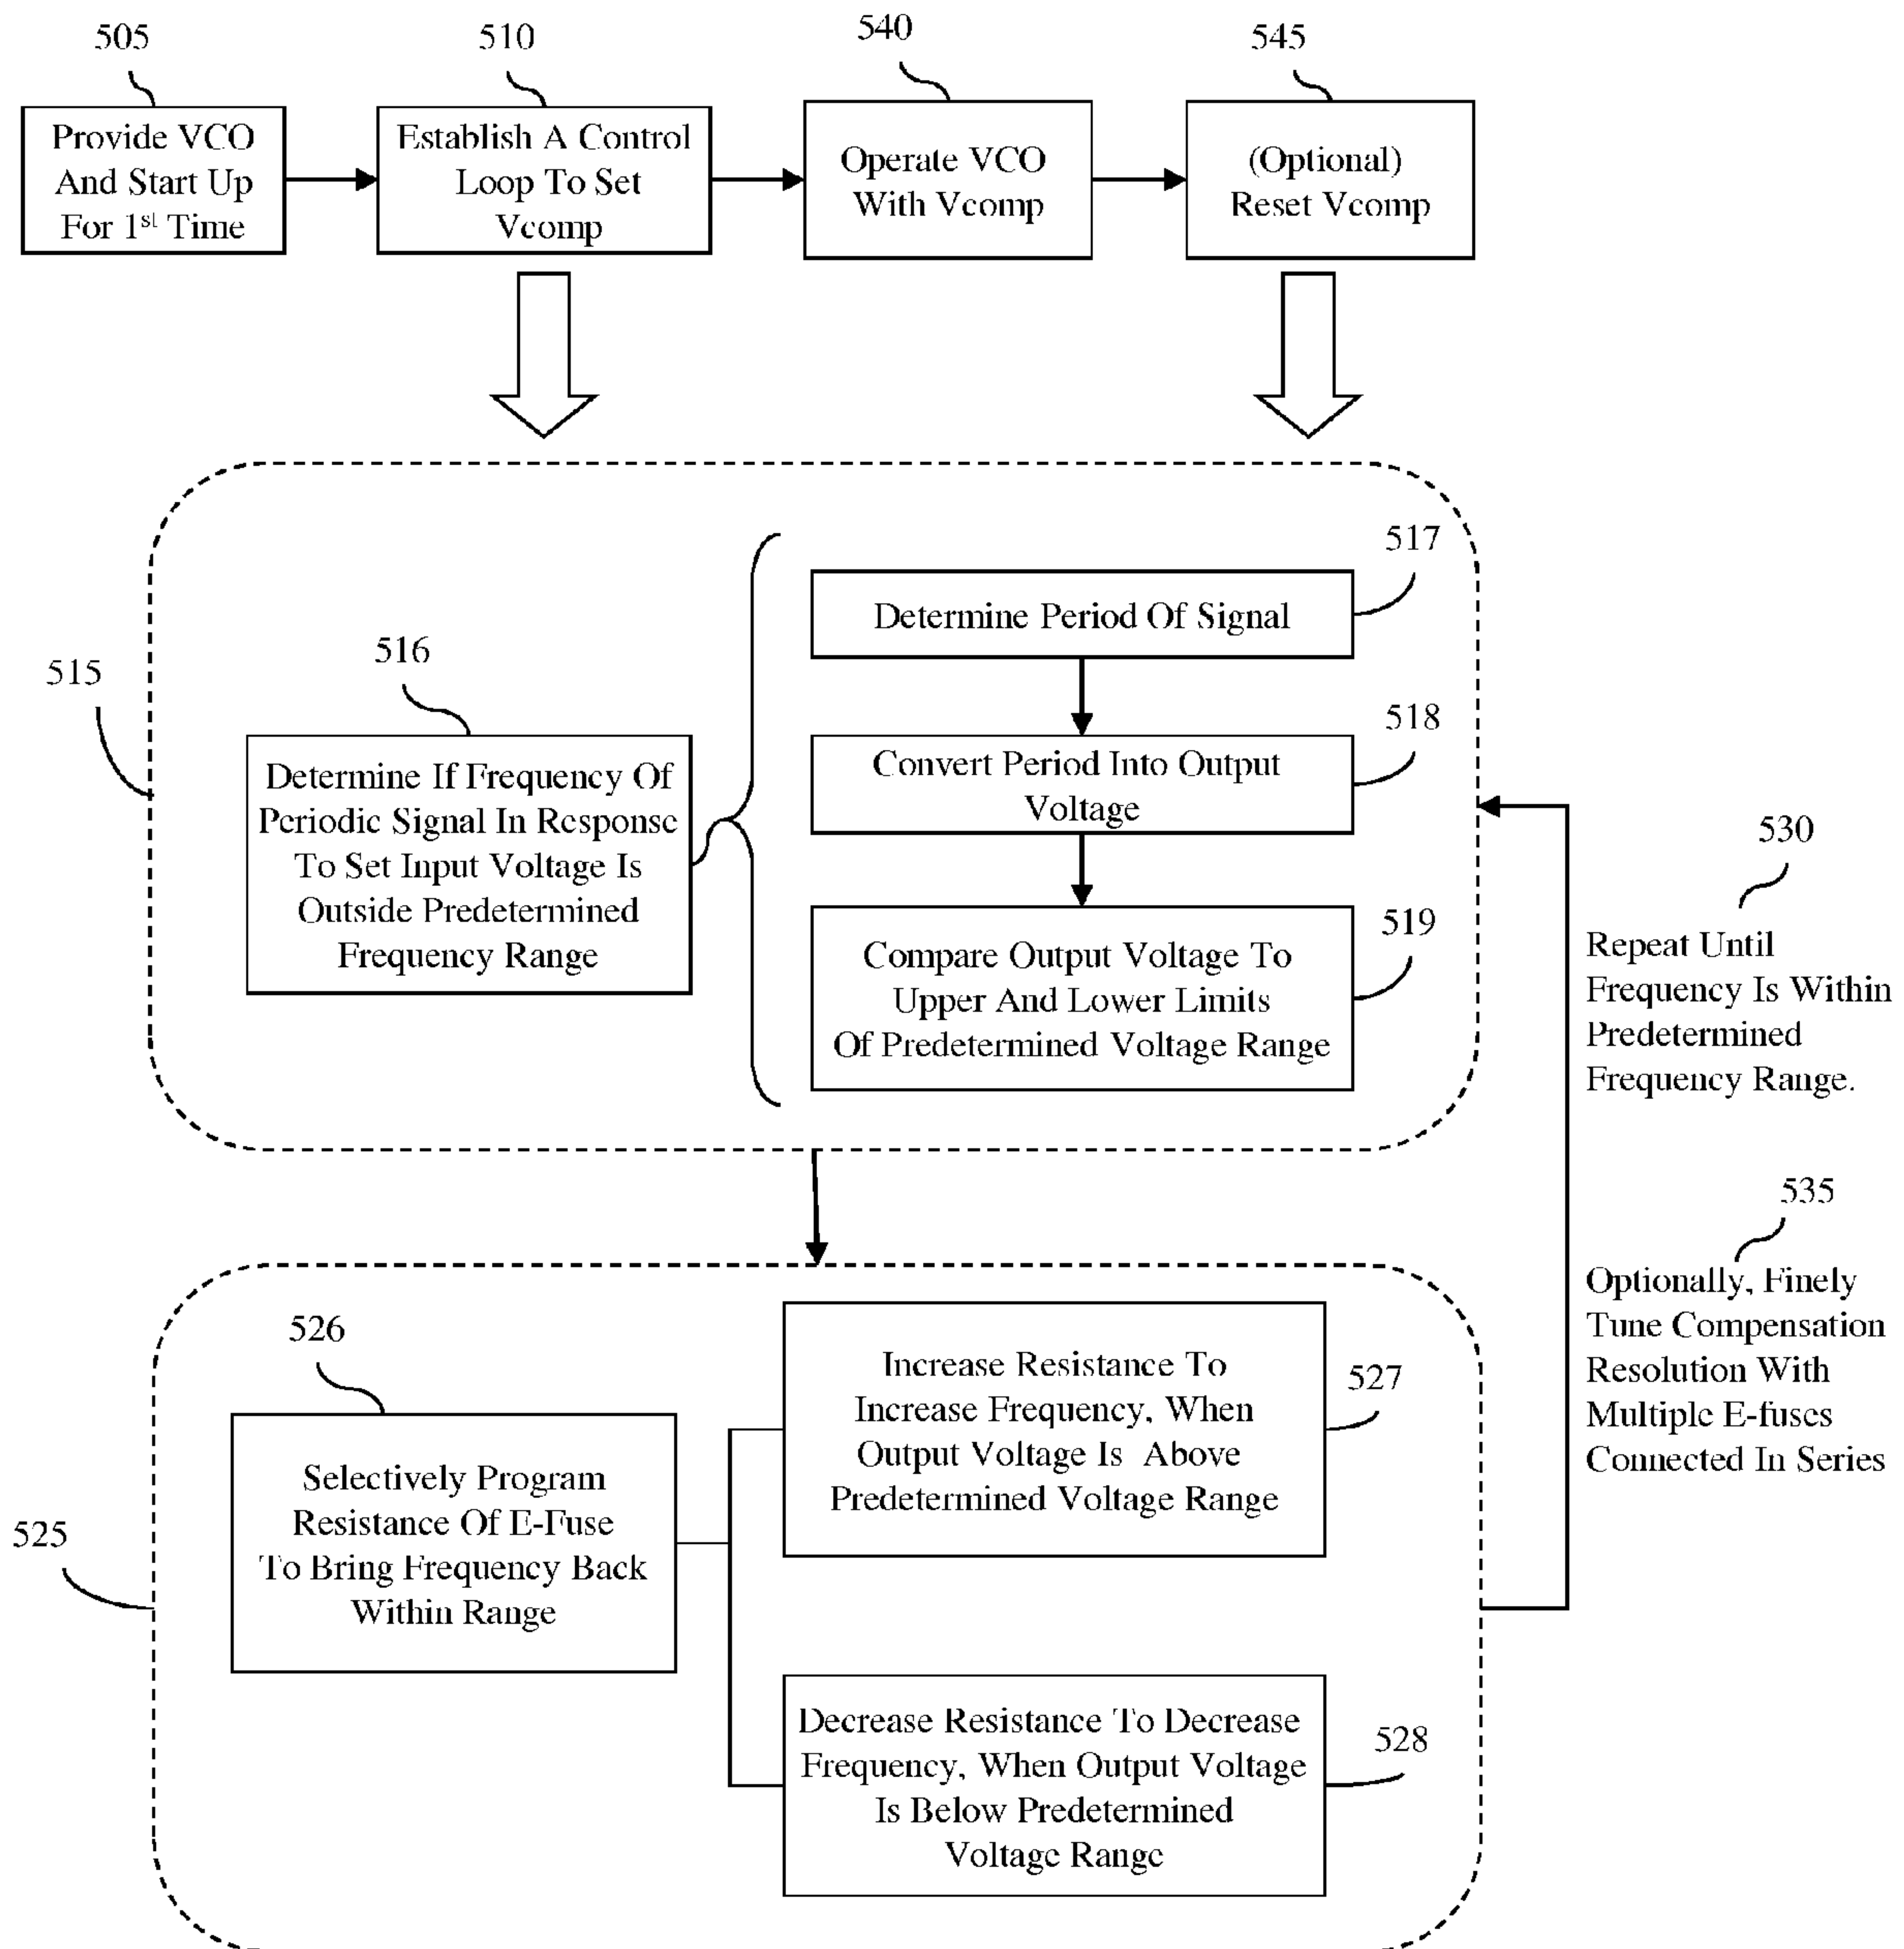 505
510
540
545
Provide VCO
And Start Up
For 1st Time
Establish A Control
Loop To Set
Vcomp
Operate VCO
With Vcomp
(Optional)
Reset Vcomp
515
516
Determine If Frequency Of
Periodic Signal In Response
To Set Input Voltage Is
Outside Predetermined
Frequency Range
517
Determine Period Of Signal
518
Convert Period Into Output
Voltage
519
Compare Output Voltage To
Upper And Lower Limits
Of Predetermined Voltage Range
530
Repeat Until
Frequency Is Within
Predetermined
Frequency Range.
535
Optionally, Finely
Tune Compensation
Resolution With
Multiple E-fuses
Connected In Series
525
526
Selectively Program
Resistance Of E-Fuse
To Bring Frequency Back
Within Range
527
Increase Resistance To
Increase Frequency, When
Output Voltage Is Above
Predetermined Voltage Range
528
Decrease Resistance To Decrease
Frequency, When Output Voltage
Is Below Predetermined
Voltage Range